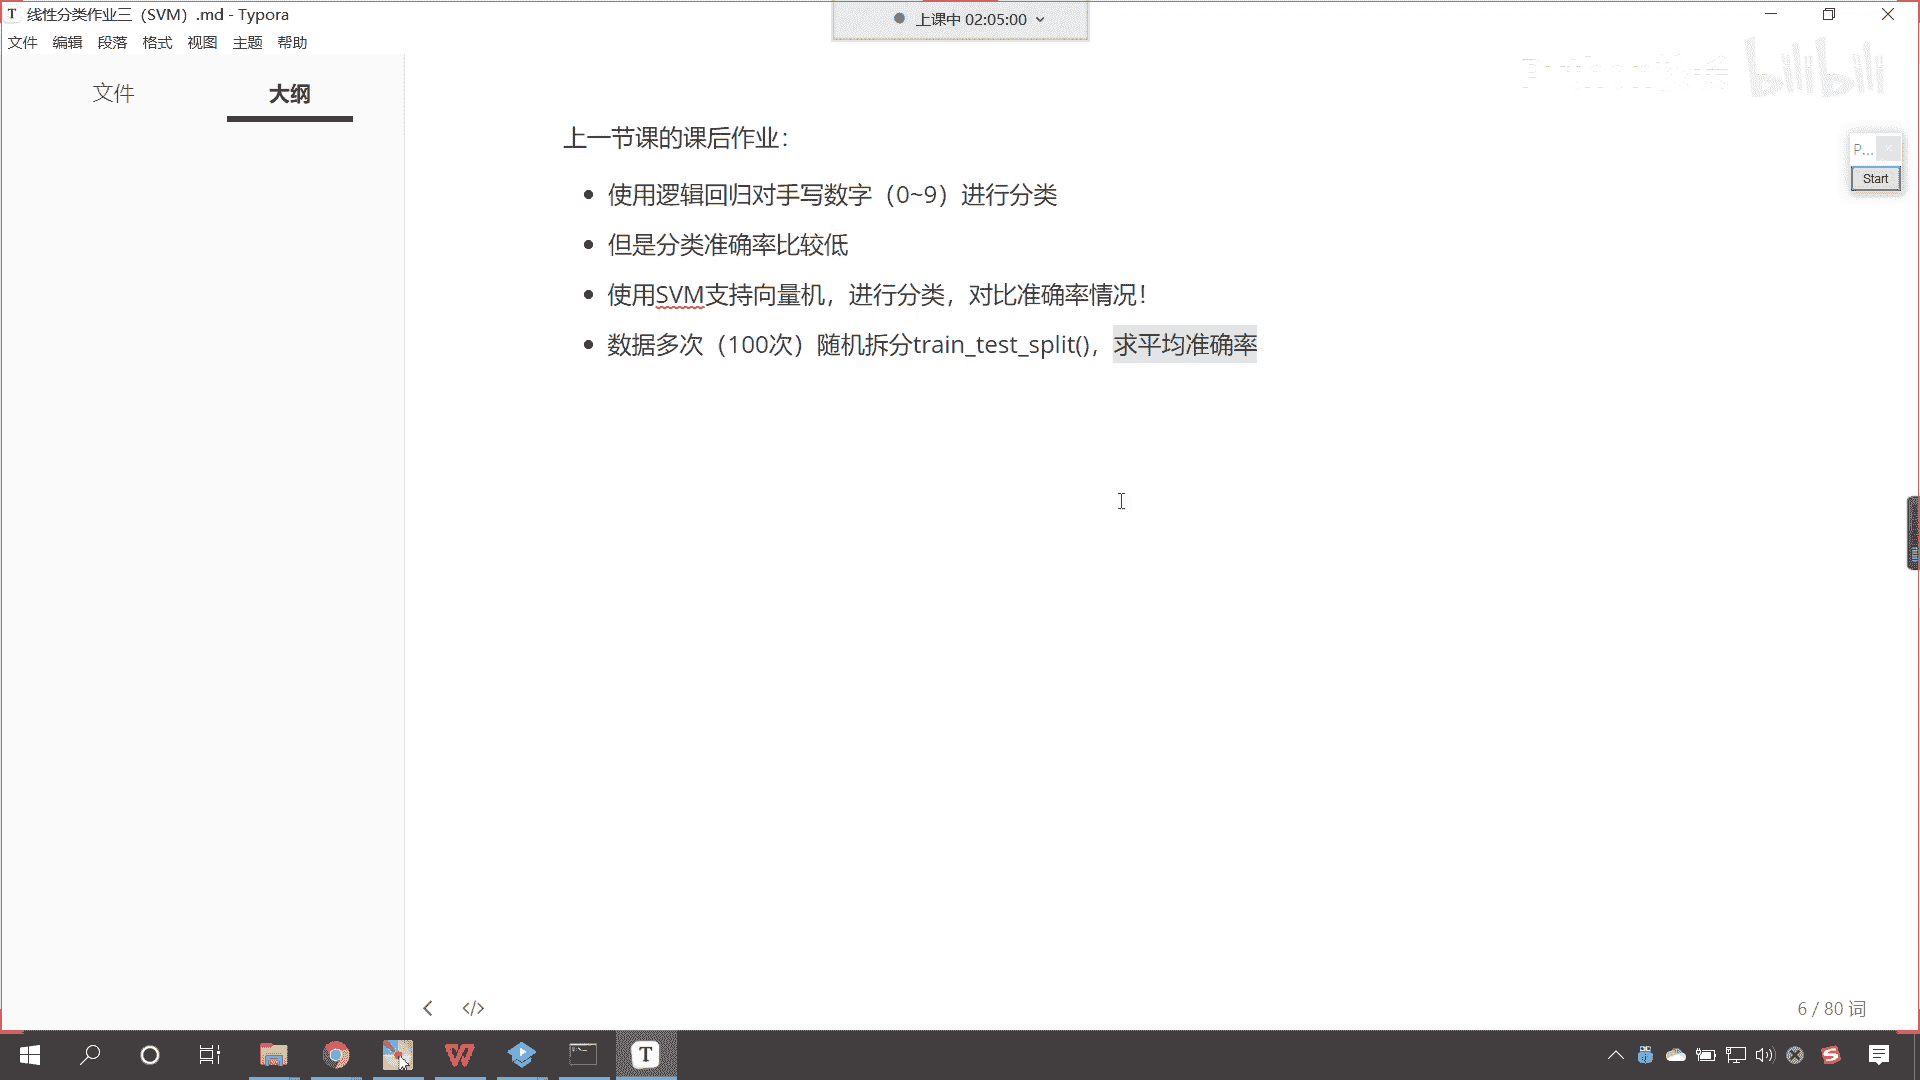 线性分类作业三（SVM）.md - Typora
上课中 02:05:00
文件 编辑 段落 格式 视图 主题 帮助
文件 大纲
bilibili
上一节课的课后作业：
P...
Start
使用逻辑回归对手写数字（0~9）进行分类
但是分类准确率比较低
使用SVM支持向量机，进行分类，对比准确率情况！
数据多次（100次）随机拆分train_test_split()，求平均准确率
6 / 80 词